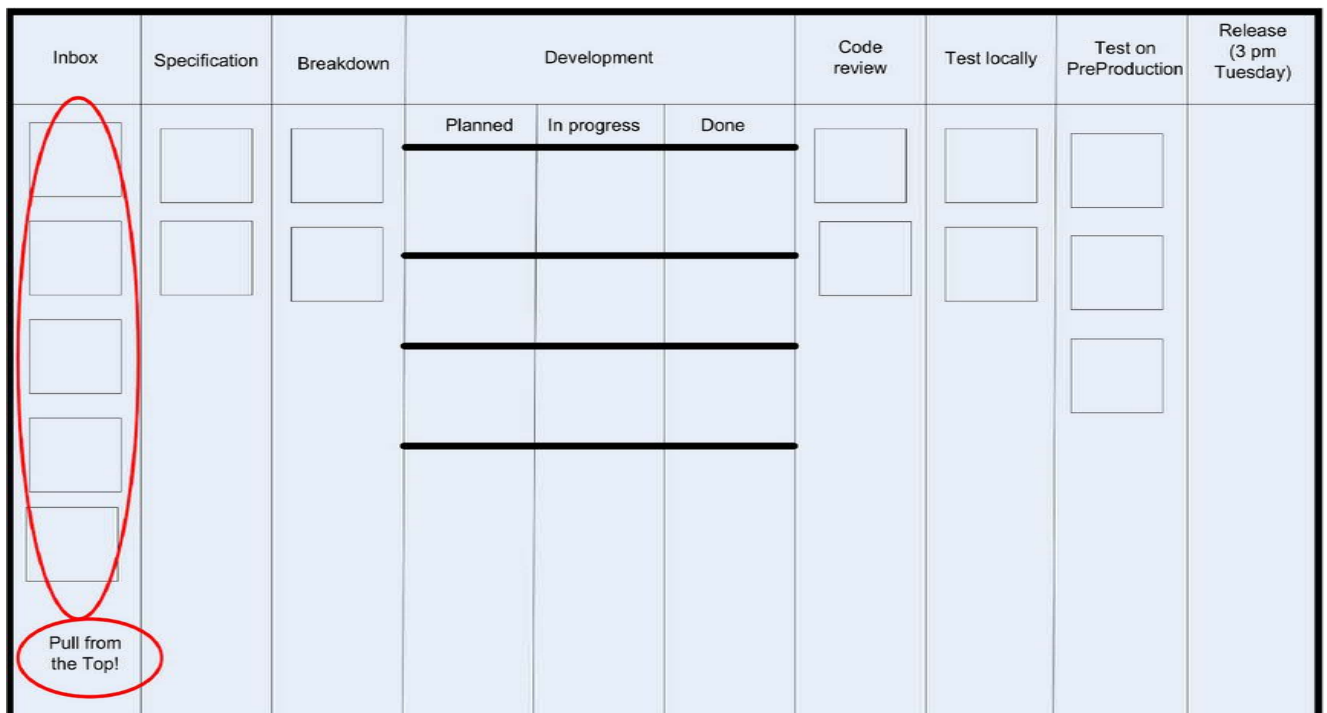 Inbox
Specification
Breakdown
Development
Code
review
Test locally
Test on
PreProduction
Release
(3 pm
Tuesday)
Planned
In progress
Done
Pull from
the Top!